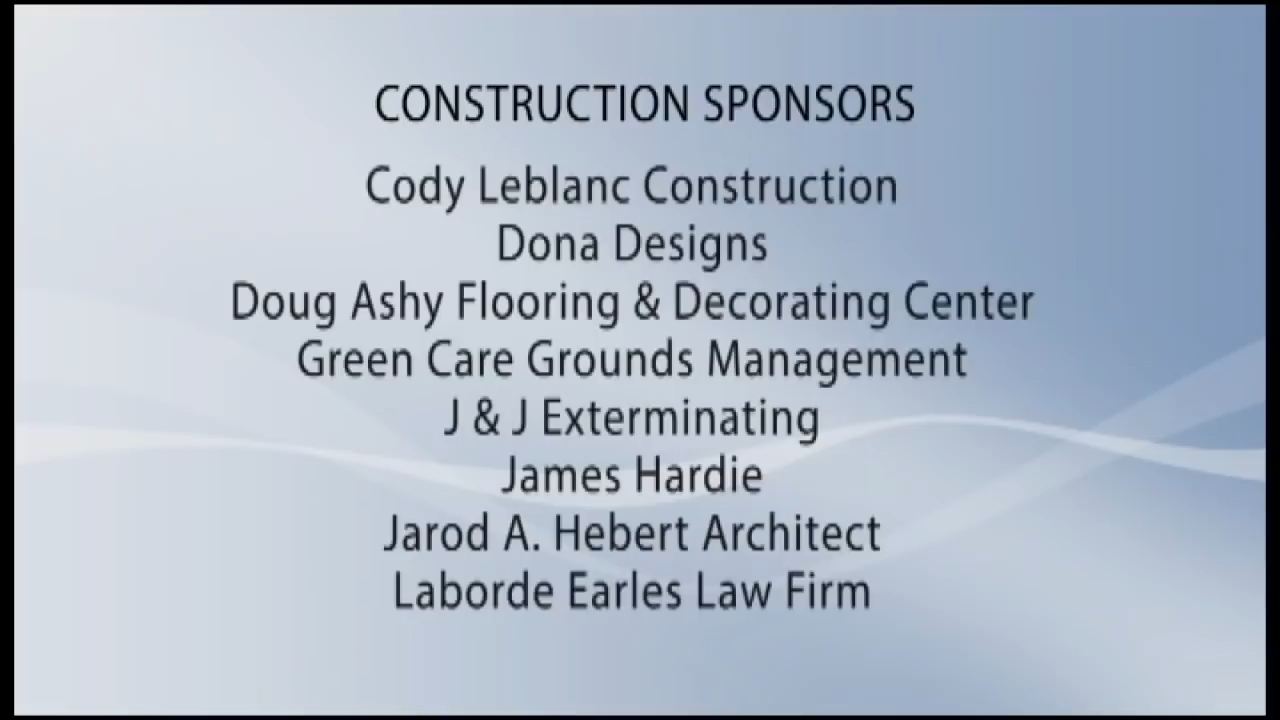 CONSTRUCTION SPONSORS
Cody Leblanc Construction
Dona Designs
Doug Ashy Flooring & Decorating Center
Green Care Grounds Management
J & J Exterminating
James Hardie
Jarod A. Hebert Architect
Laborde Earles Law Firm